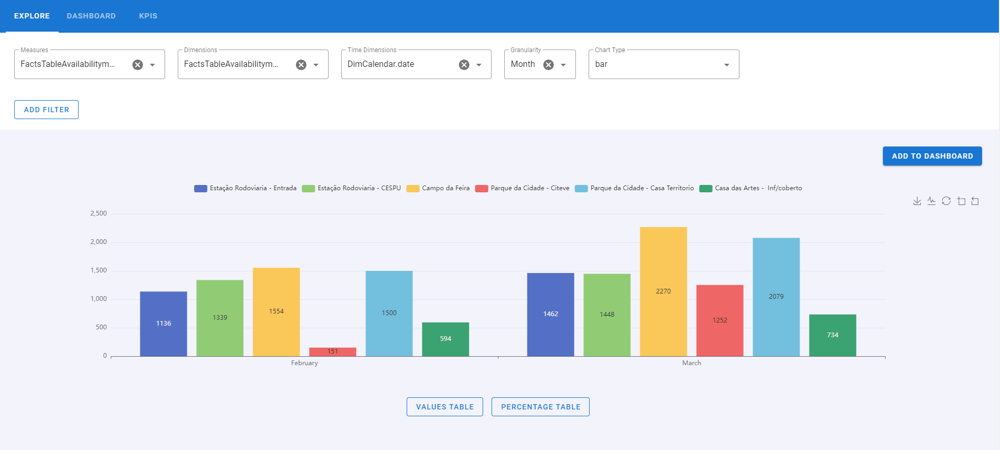 EXPLORE DASHBOARD KPIS
Measures Dimensions Time Dimensions Granularity Chart Type
FactsTableAvailabilitym... FactsTableAvailabilitym... DimCalendar.date Month bar
ADD FILTER
ADD TO DASHBOARD
Estação Rodoviaria - Entrada Estação Rodoviaria - CESPU Campo da Feira Parque da Cidade - Citeve Parque da Cidade - Casa Territorio Casa das Artes - Inf/coberto
2,500
2,000
1,500
1,000
500
0
1136
1339
1554
151
1500
594
1462
1448
2270
1252
2079
734
February March
VALUES TABLE PERCENTAGE TABLE